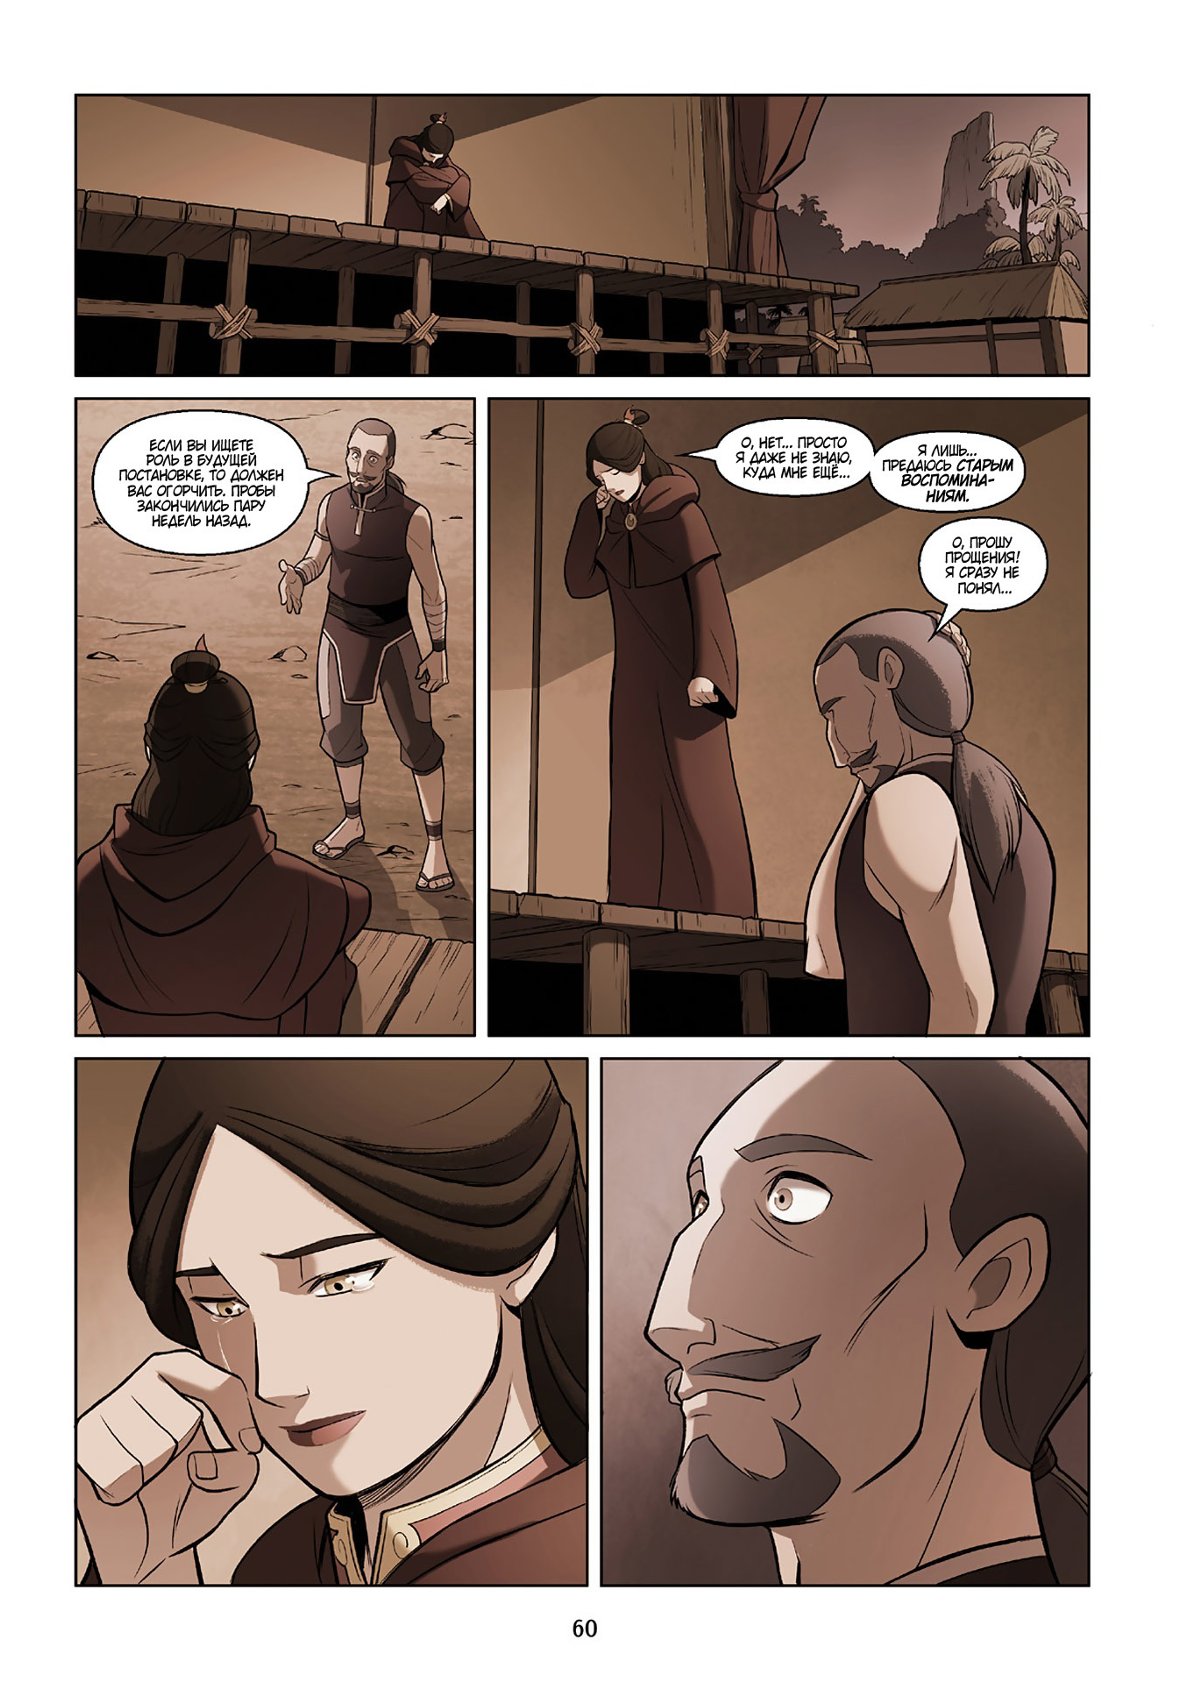 ЕСЛИ ВЫ ИЩЕТЕ
РОЛЬ В БУДУЩЕЙ
ПОСТАНОВКЕ, ТО ДОЛЖЕН
ВАС ОГОРЧИТЬ. ПРОБЫ
ЗАКОНЧИЛИСЬ ПАРУ
НЕДЕЛЬ НАЗАД.
О, НЕТ... ПРОСТО
Я ДАЖЕ НЕ ЗНАЮ,
КУДА МНЕ ЕЩЁ...
Я ЛИШЬ...
ПРЕДАЮСЬ СТАРЫМ
ВОСПОМИНА-
НИЯМ.
О, ПРОШУ
ПРОЩЕНИЯ!
Я СРАЗУ НЕ
ПОНЯЛ...
60